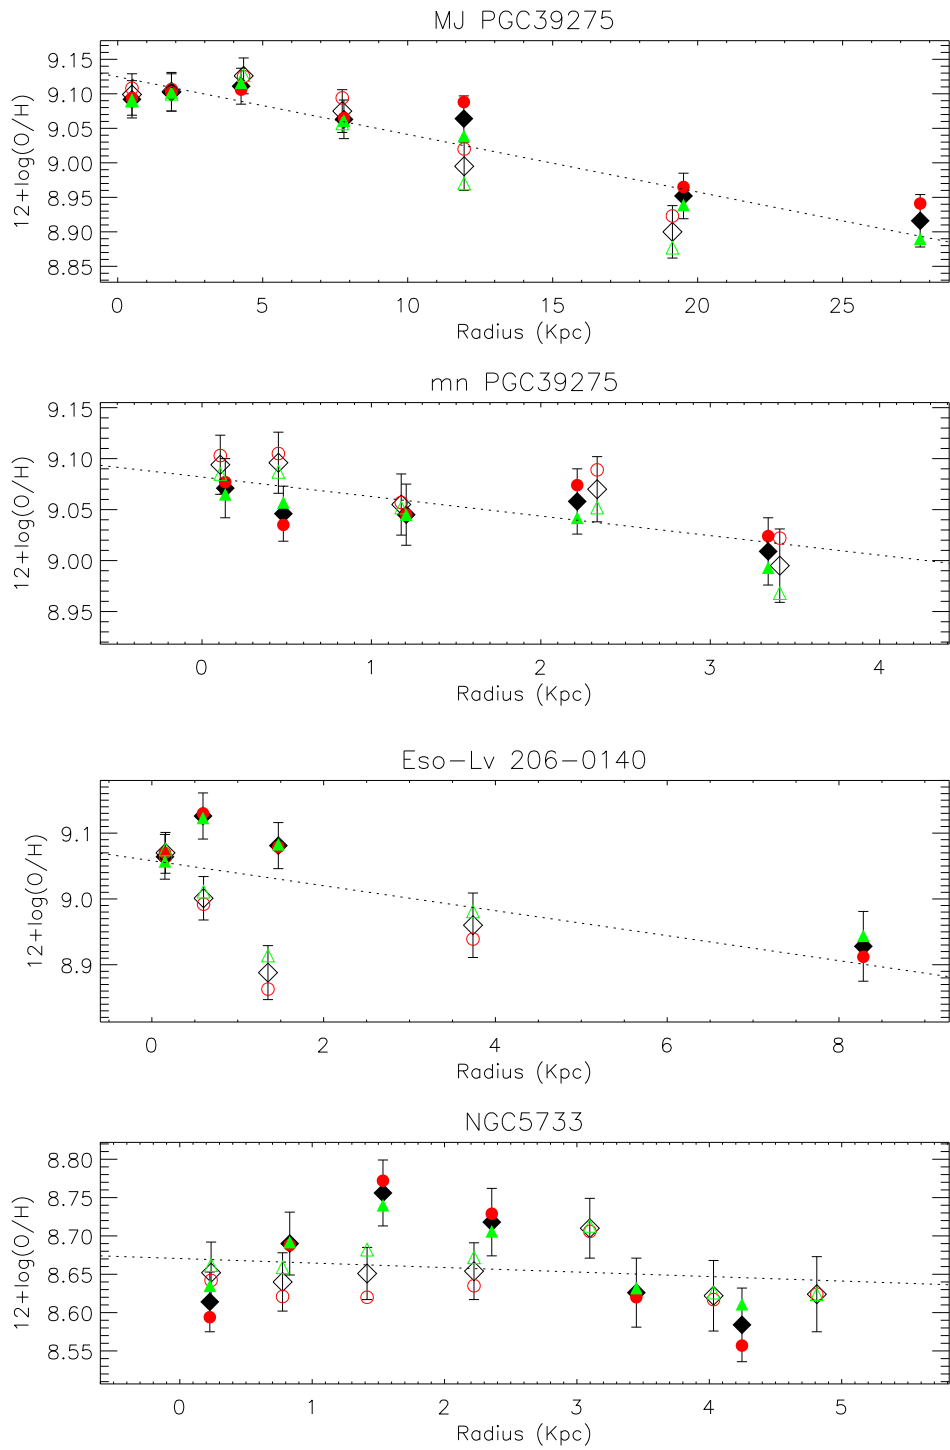 MJ PGC39275
12+log(O/H)
9.15
9.10
9.05
9.00
8.95
8.90
8.85
0 5 10 15 20 25
Radius (Kpc)
mn PGC39275
12+log(O/H)
9.15
9.10
9.05
9.00
8.95
0 1 2 3 4
Radius (Kpc)
Eso-Lv 206-0140
12+log(O/H)
9.1
9.0
8.9
0 2 4 6 8
Radius (Kpc)
NGC5733
12+log(O/H)
8.80
8.75
8.70
8.65
8.60
8.55
0 1 2 3 4 5
Radius (Kpc)